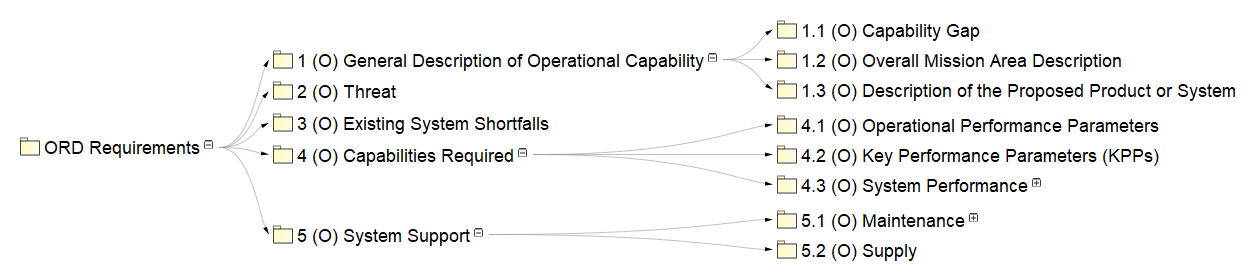 ORD Requirements
1 (O) General Description of Operational Capability
1.1 (O) Capability Gap
1.2 (O) Overall Mission Area Description
1.3 (O) Description of the Proposed Product or System
2 (O) Threat
3 (O) Existing System Shortfalls
4 (O) Capabilities Required
4.1 (O) Operational Performance Parameters
4.2 (O) Key Performance Parameters (KPPs)
4.3 (O) System Performance
5 (O) System Support
5.1 (O) Maintenance
5.2 (O) Supply